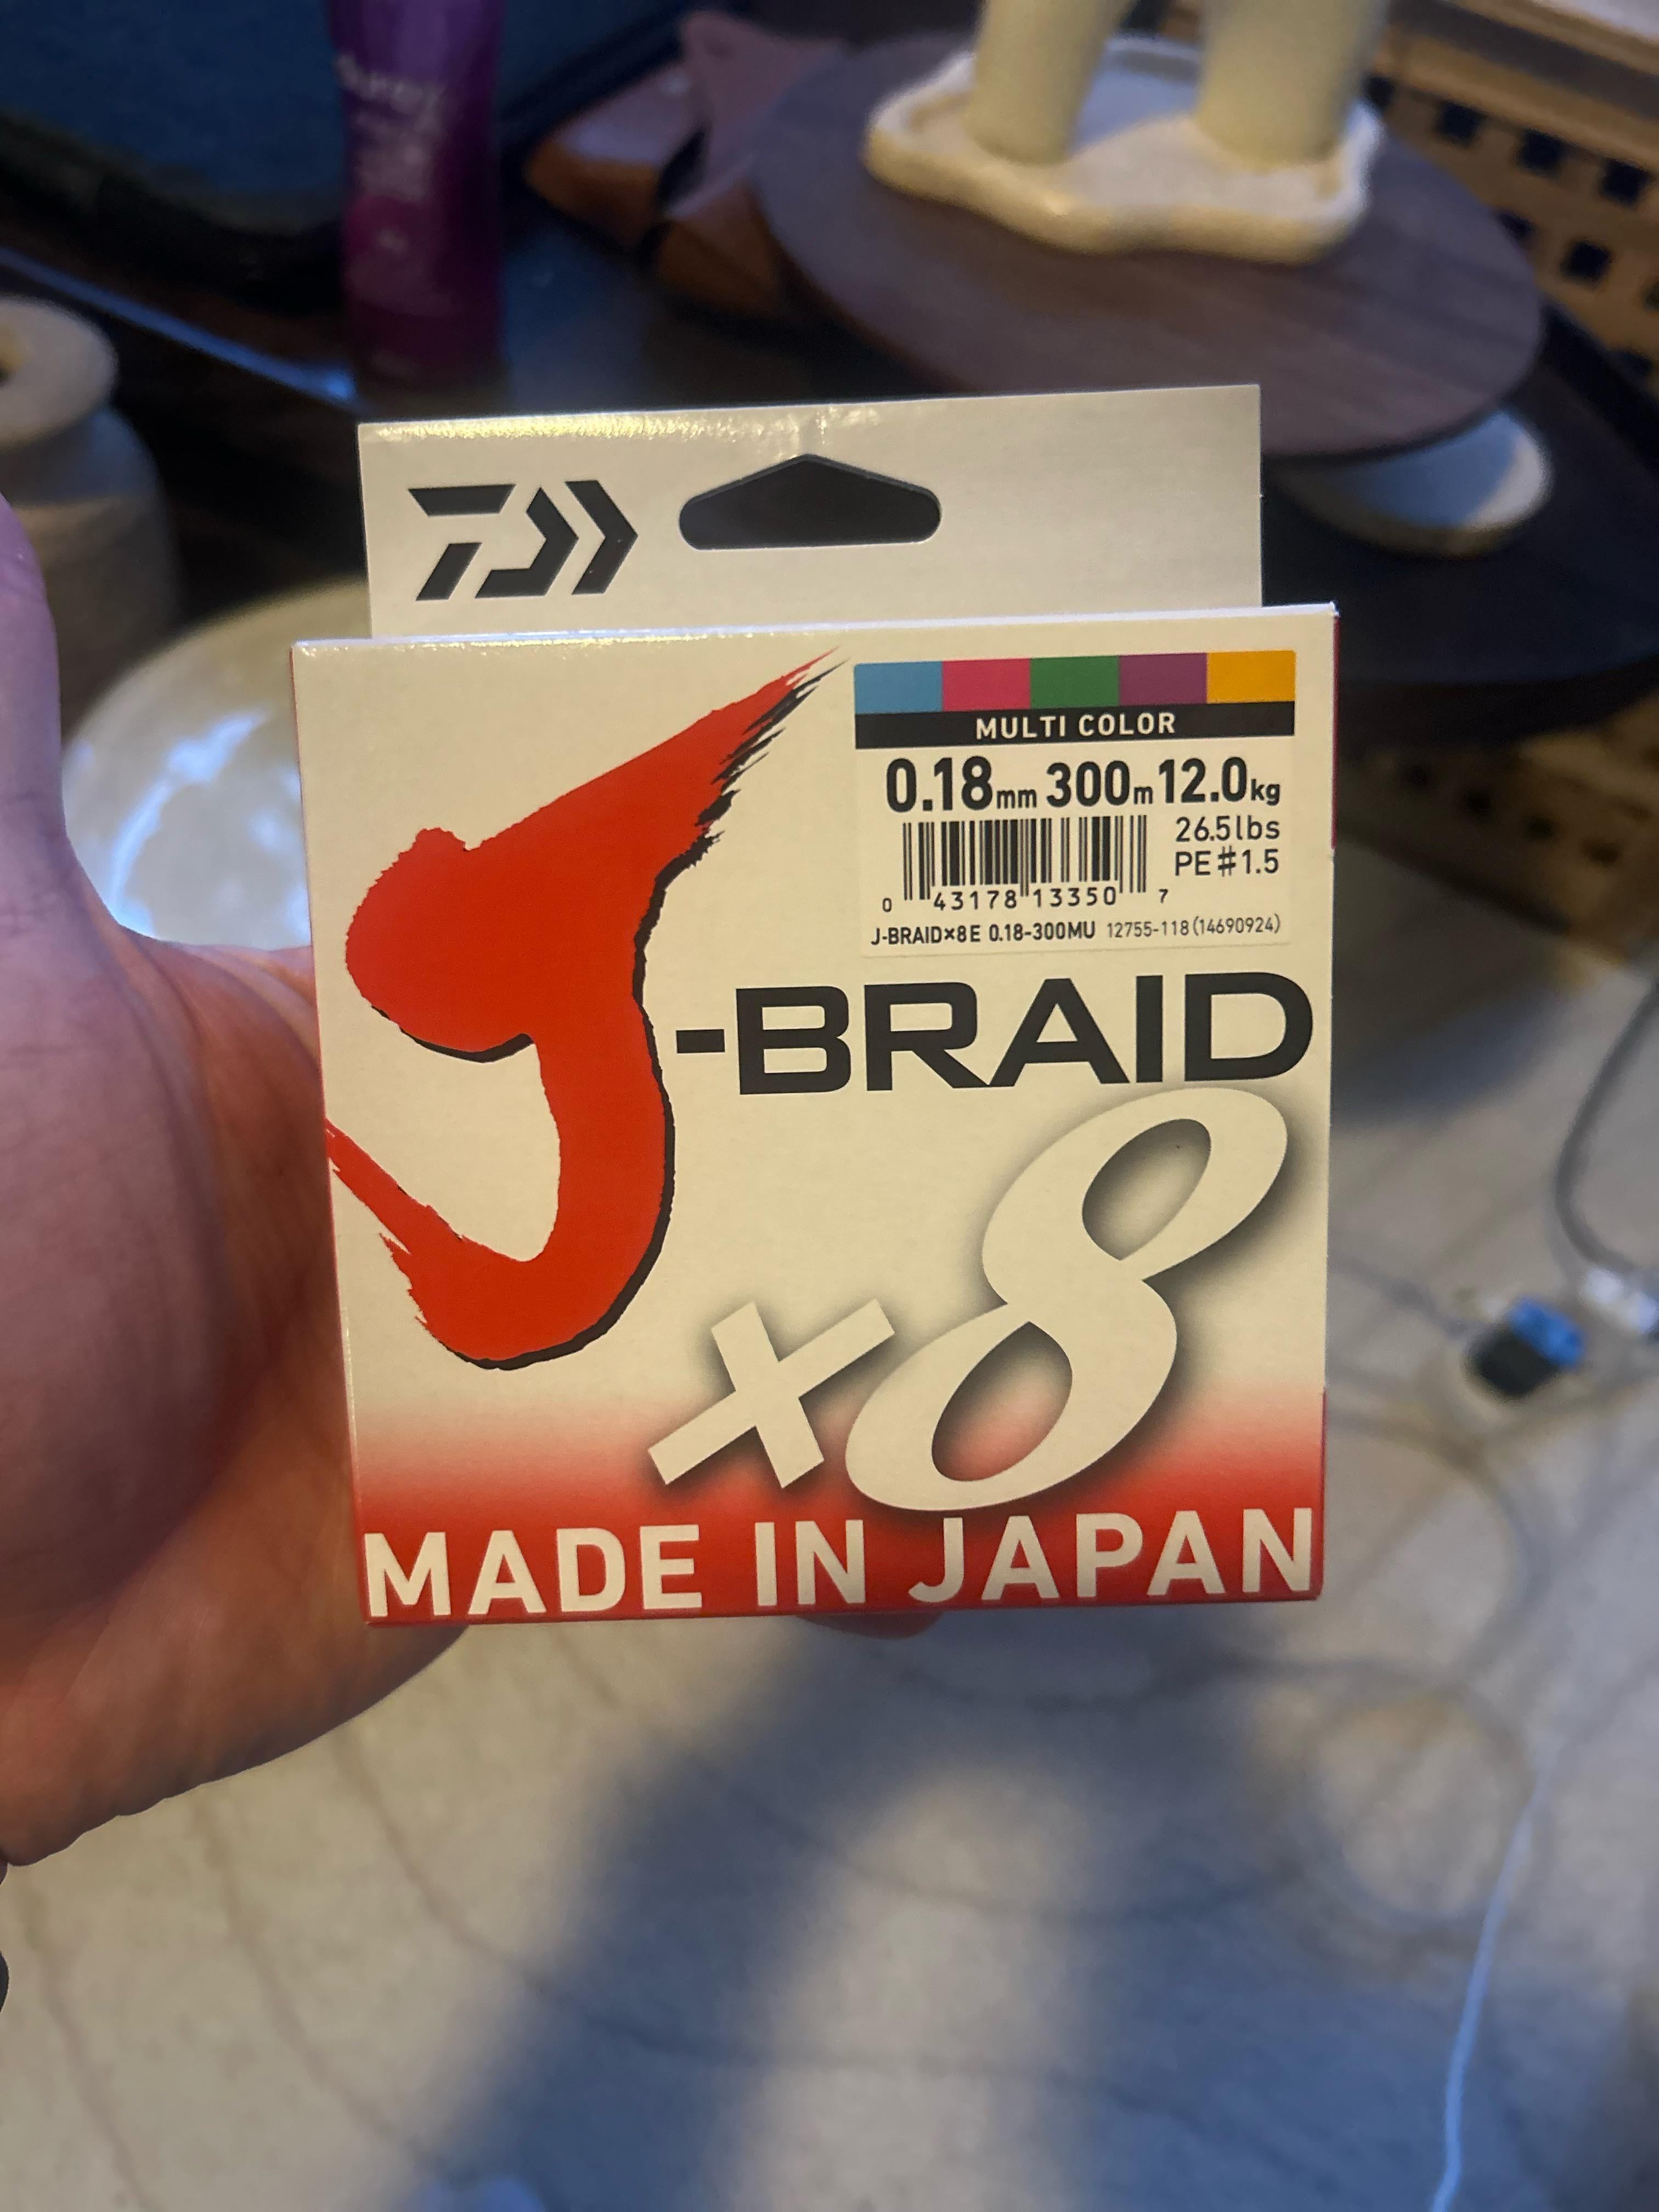 MULTI COLOR
0.18mm 300m 12.0kg
26.5lbs
PE#1.5
0 43178 13350 7
J-BRAID×8E 0.18-300MU 12755-118(14690924)
J-BRAID
×8
MADE IN JAPAN